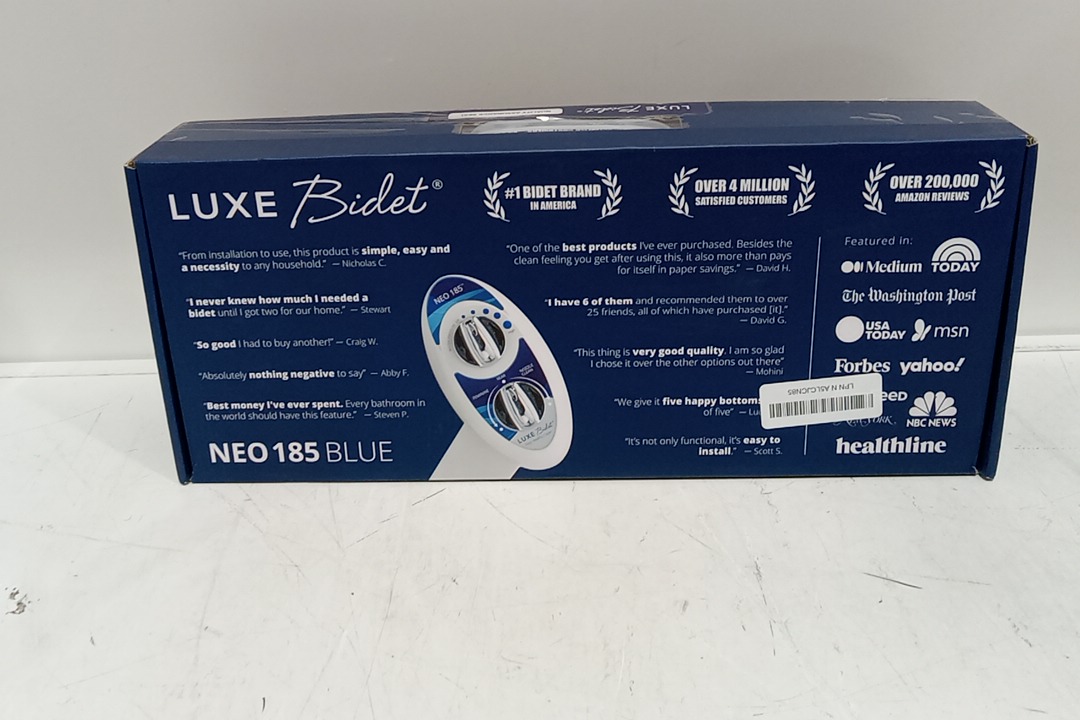 LUXE Bidet®
#1 BIDET BRAND
IN AMERICA
OVER 4 MILLION
SATISFIED CUSTOMERS
OVER 200,000
AMAZON REVIEWS
"From installation to use, this product is simple, easy and
a necessity to any household." — Nicholas C.
"I never knew how much I needed a
bidet until I got two for our home." — Stewart
"So good I had to buy another!" — Craig W.
"Absolutely nothing negative to say" — Abby F.
"Best money I've ever spent. Every bathroom in
the world should have this feature." — Steven P.
NEO 185 BLUE
NEO 185
LUXE Bidet
"One of the best products I've ever purchased. Besides the
clean feeling you get after using this, it also more than pays
for itself in paper savings." — David H.
"I have 6 of them and recommended them to over
25 friends, all of which have purchased [it]."
— David G.
"This thing is very good quality. I am so glad
I chose it over the other options out there"
— Mohini
"We give it five happy bottoms
of five" —
"It's not only functional, it's easy to
install." — Scott S.
Featured in:
Medium TODAY
The Washington Post
USA
TODAY msn
Forbes yahoo!
NBC NEWS
healthline
LUXE Bidet